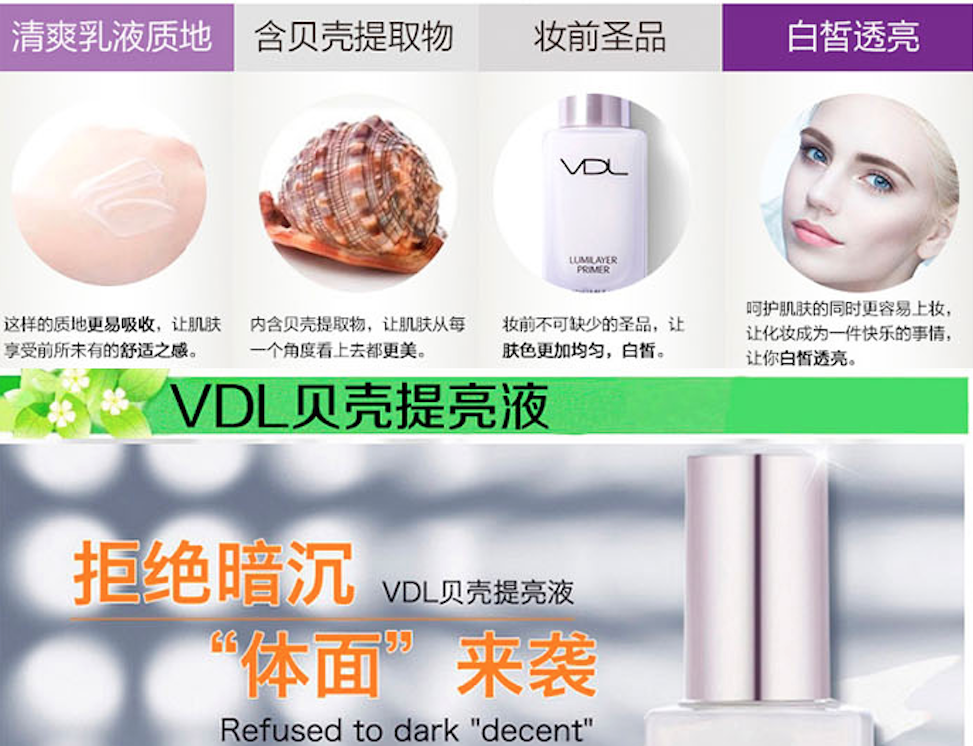 清爽乳液质地
含贝壳提取物
妆前圣品
白皙透亮
VDL
LUMILAYER
PRIMER
这样的质地更易吸收，让肌肤
享受前所未有的舒适之感。
内含贝壳提取物，让肌肤从每
一个角度看上去都更美。
妆前不可缺少的圣品，让
肤色更加均匀，白皙。
呵护肌肤的同时更容易上妆，
让化妆成为一件快乐的事情，
让你白皙透亮。
VDL贝壳提亮液
拒绝暗沉
VDL贝壳提亮液
“体面” 来袭
Refused to dark "decent"